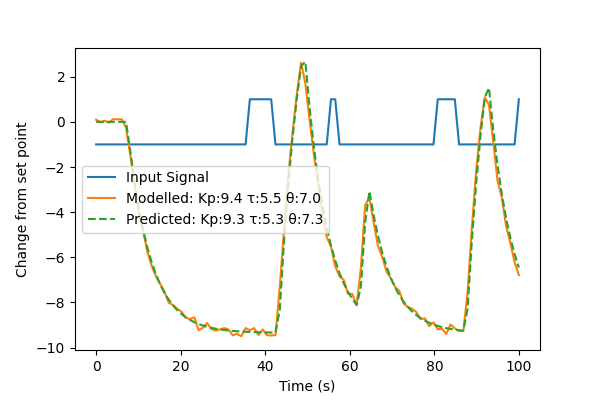 Change from set point
2
0
−2
−4
−6
−8
−10
Input Signal
Modelled: Kp:9.4 τ:5.5 θ:7.0
Predicted: Kp:9.3 τ:5.3 θ:7.3
0 20 40 60 80 100
Time (s)